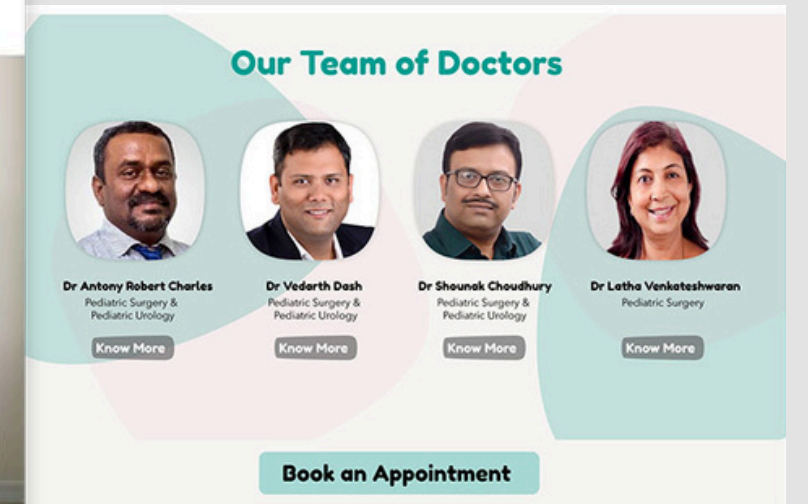 Our Team of Doctors
Dr Antony Robert Charles
Pediatric Surgery &
Pediatric Urology
Know More
Dr Vedarth Dash
Pediatric Surgery &
Pediatric Urology
Know More
Dr Shounak Choudhury
Pediatric Surgery &
Pediatric Urology
Know More
Dr Latha Venkateshwaran
Pediatric Surgery
Know More
Book an Appointment